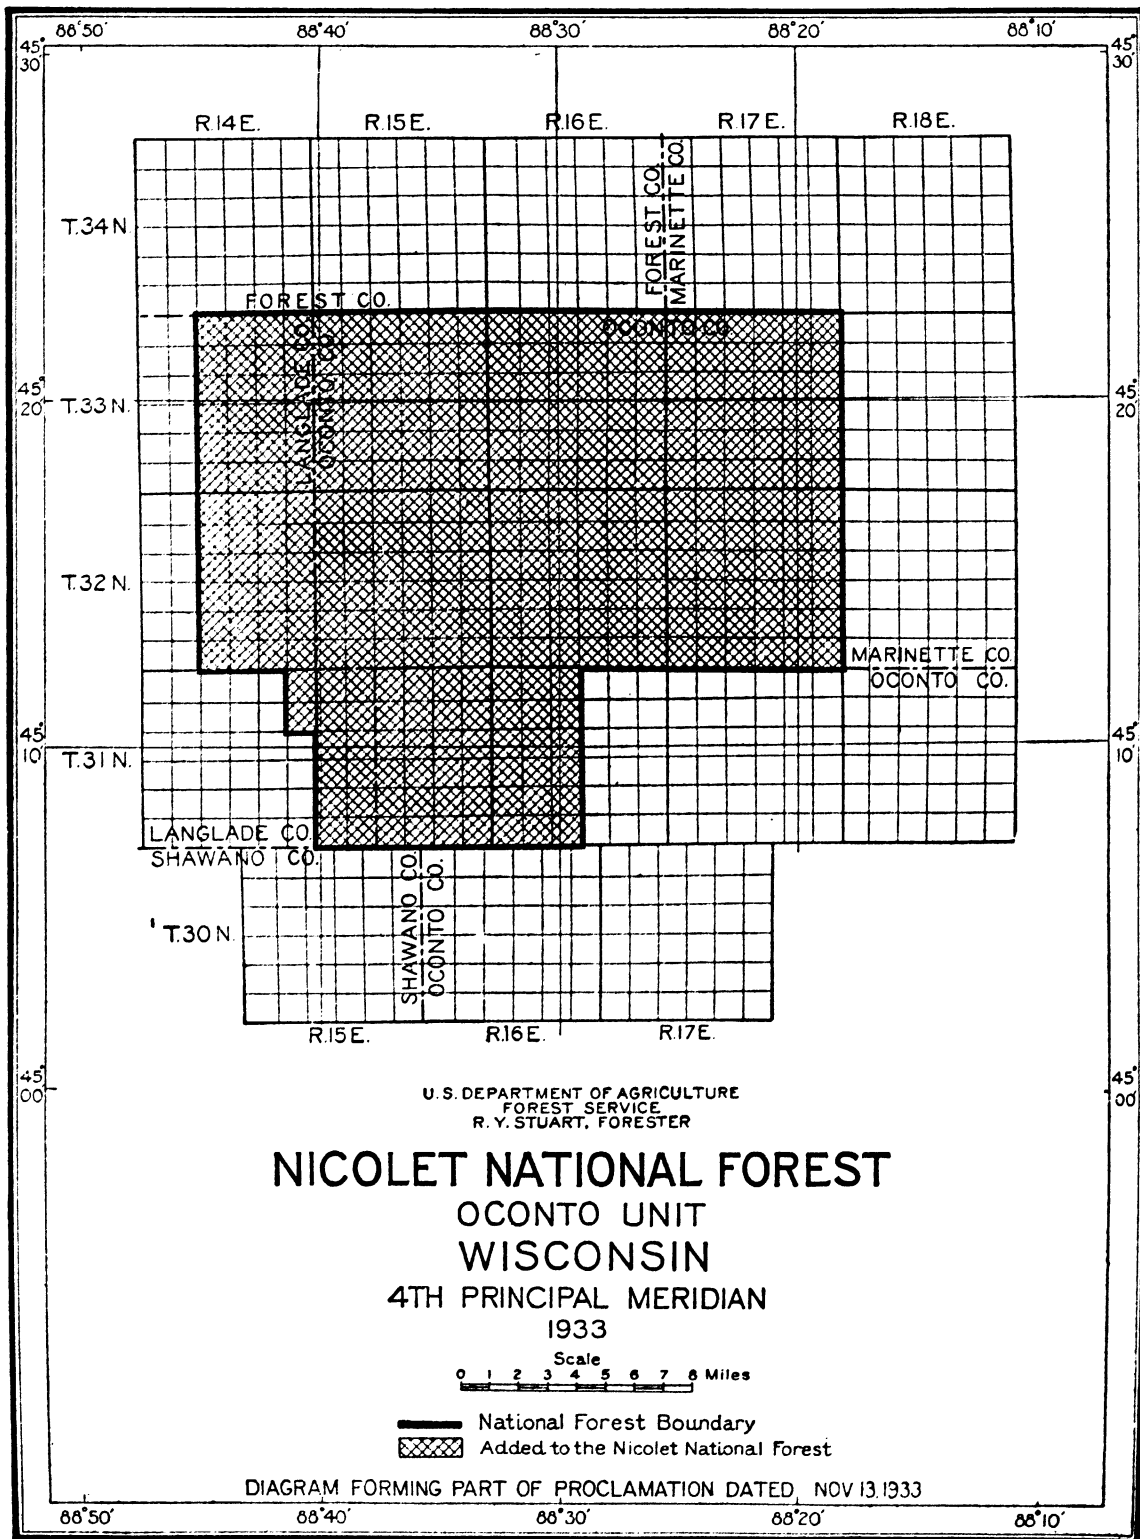 88°50' 88°40' 88°30' 88°20' 88°10'
45° 30' 45° 30'
R.14E. R.15E. R.16E. R.17E. R.18E.
FOREST CO.
MARINETTE CO.
T.34N.
FOREST CO.
OCONTO CO.
LANGLADE CO.
OCONTO CO.
45° 20' T.33N. 45° 20'
T.32N.
MARINETTE CO.
OCONTO CO.
45° 10' T.31N. 45° 10'
LANGLADE CO.
SHAWANO CO.
SHAWANO CO.
OCONTO CO.
T.30N.
R.15E. R.16E. R.17E.
45° 00' 45° 00'
U.S. DEPARTMENT OF AGRICULTURE
FOREST SERVICE
R.Y. STUART, FORESTER
NICOLET NATIONAL FOREST
OCONTO UNIT
WISCONSIN
4TH PRINCIPAL MERIDIAN
1933
Scale
0 1 2 3 4 5 6 7 8 Miles
National Forest Boundary
Added to the Nicolet National Forest
DIAGRAM FORMING PART OF PROCLAMATION DATED NOV 13, 1933
88°50' 88°40' 88°30' 88°20' 88°10'